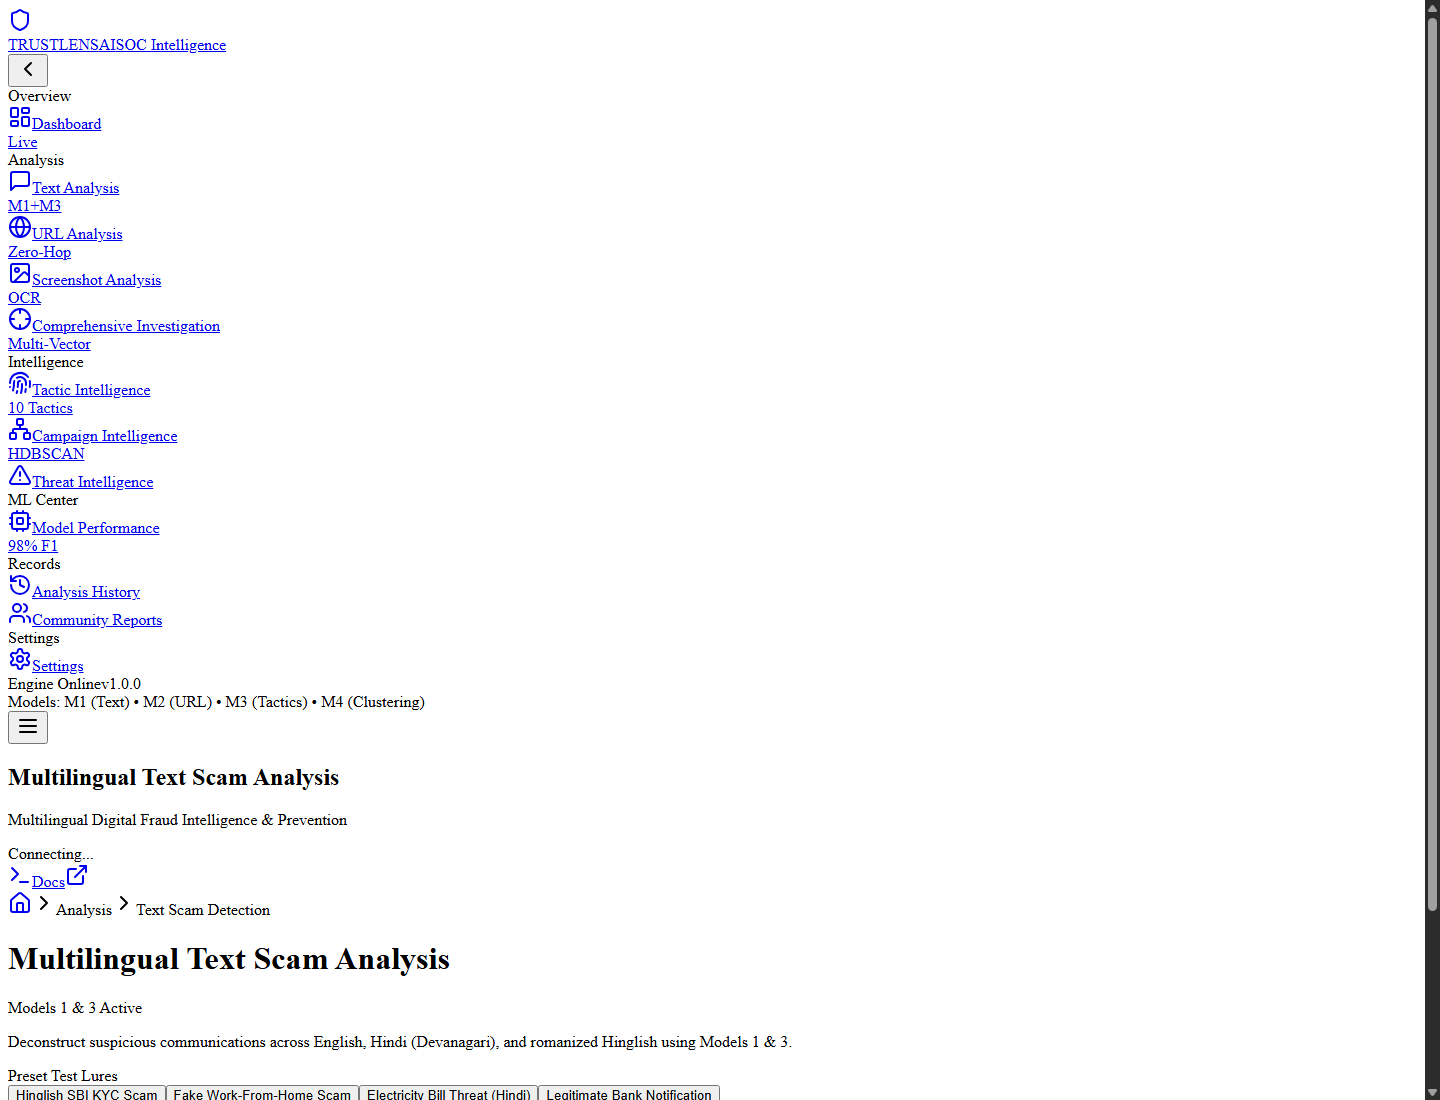 TRUSTLENSAISOC Intelligence
Overview
Dashboard
Live
Analysis
Text Analysis
M1+M3
URL Analysis
Zero-Hop
Screenshot Analysis
OCR
Comprehensive Investigation
Multi-Vector
Intelligence
Tactic Intelligence
10 Tactics
Campaign Intelligence
HDBSCAN
Threat Intelligence
ML Center
Model Performance
98% F1
Records
Analysis History
Community Reports
Settings
Settings
Engine Onlinev1.0.0
Models: M1 (Text) • M2 (URL) • M3 (Tactics) • M4 (Clustering)
Multilingual Text Scam Analysis
Multilingual Digital Fraud Intelligence & Prevention
Connecting...
Docs
Analysis Text Scam Detection
Multilingual Text Scam Analysis
Models 1 & 3 Active
Deconstruct suspicious communications across English, Hindi (Devanagari), and romanized Hinglish using Models 1 & 3.
Preset Test Lures
Hinglish SBI KYC Scam Fake Work-From-Home Scam Electricity Bill Threat (Hindi) Legitimate Bank Notification